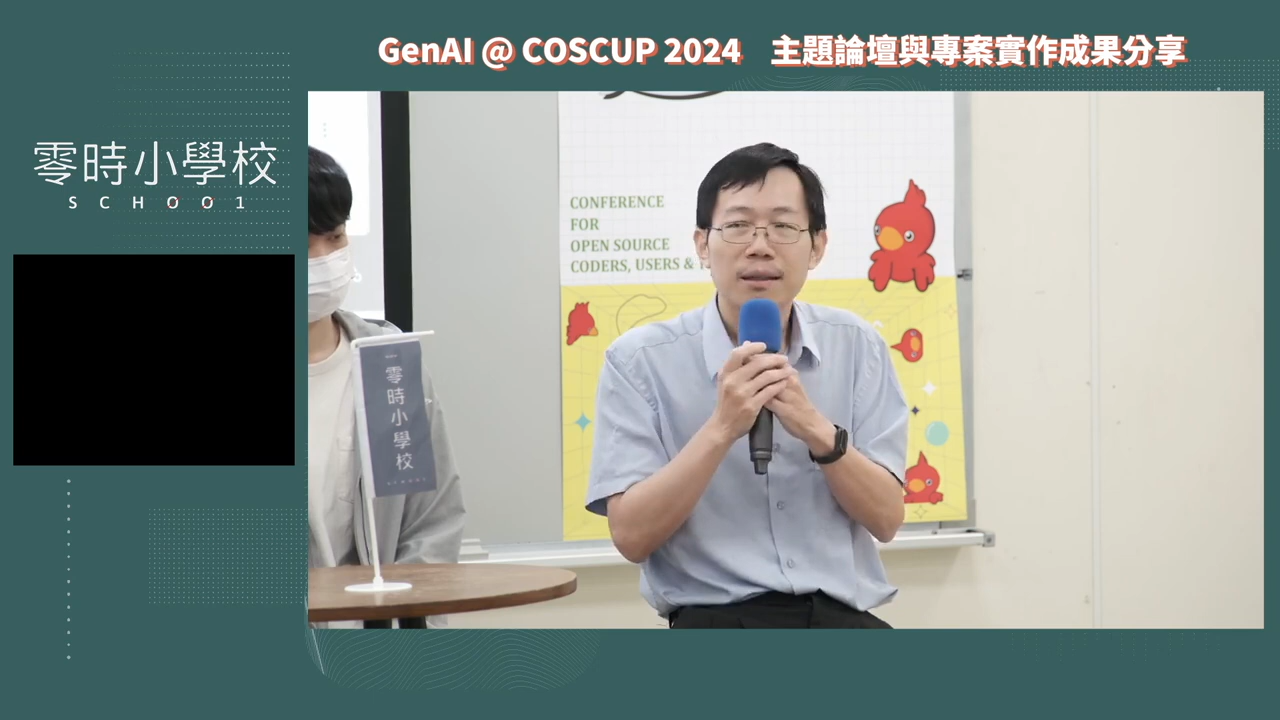 GenAI @ COSCUP 2024 主題論壇與專案實作成果分享
零時小學校
SCHOO1
CONFERENCE
FOR
OPEN SOURCE
CODERS, USERS &
零時小學校